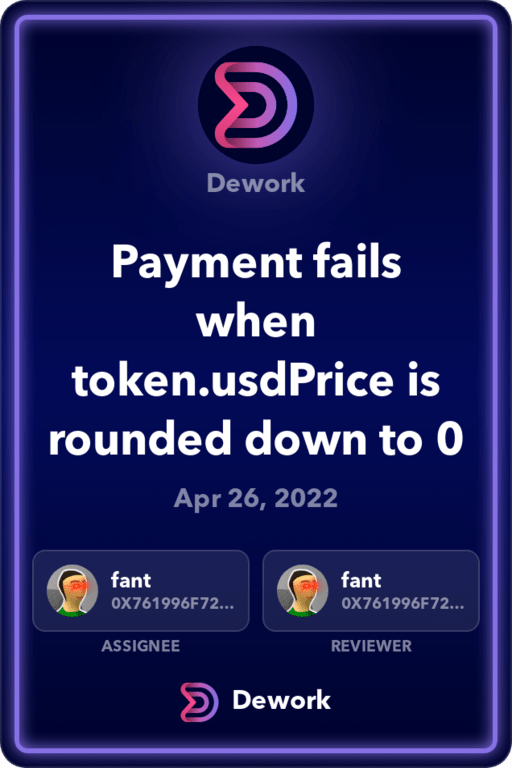 Dework
Payment fails
when
token.usdPrice is
rounded down to 0
Apr 26, 2022
fant
0X761996F72...
ASSIGNEE
fant
0X761996F72...
REVIEWER
Dework